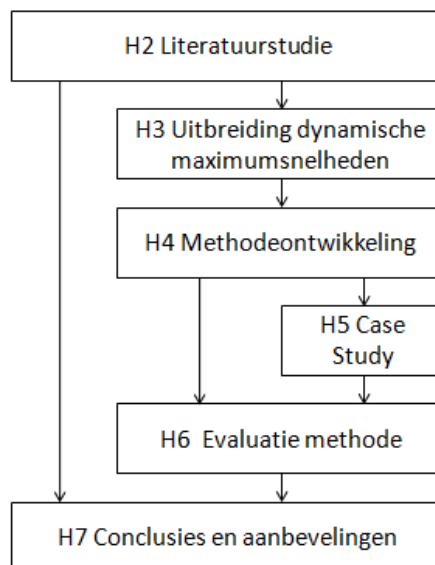 H2 Literatuurstudie
H3 Uitbreiding dynamische
maximumsnelheden
H4 Methodeontwikkeling
H5 Case
Study
H6 Evaluatie methode
H7 Conclusies en aanbevelingen